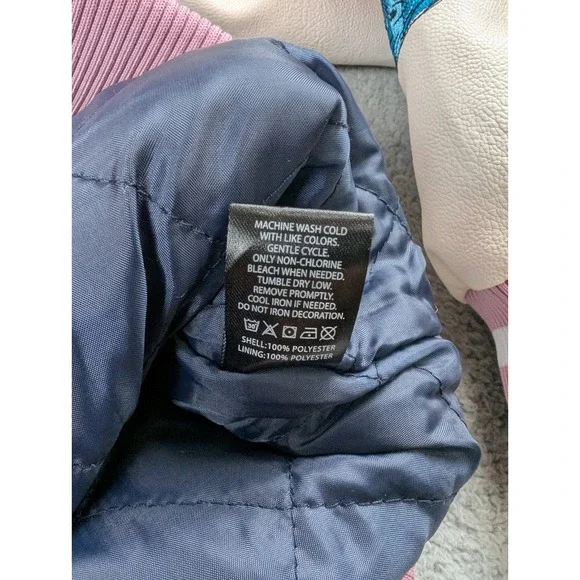 MACHINE WASH COLD
WITH LIKE COLORS.
GENTLE CYCLE.
ONLY NON-CHLORINE
BLEACH WHEN NEEDED.
TUMBLE DRY LOW.
REMOVE PROMPTLY.
COOL IRON IF NEEDED.
DO NOT IRON DECORATION.
30
SHELL:100% POLYESTER
LINING:100% POLYESTER